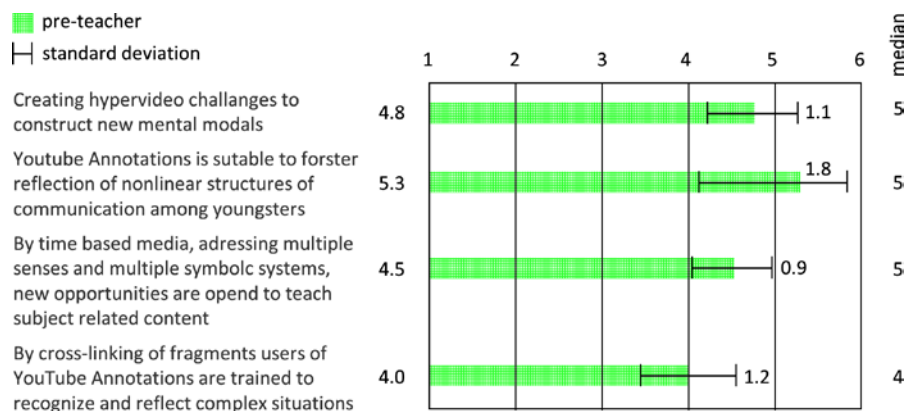 pre-teacher
standard deviation
median
1 2 3 4 5 6
Creating hypervideo challanges to
construct new mental modals
4.8
1.1
5
Youtube Annotations is sutable to forster
reflection of nonlinear structures of
communication among youngsters
5.3
1.8
5
By time based media, adressing multiple
senses and multiple symbolc systems,
new opportunities are opend to teach
subject related content
4.5
0.9
5
By cross-linking of fragments users of
YouTube Annotations are trained to
recognize and reflect complex situations
4.0
1.2
4